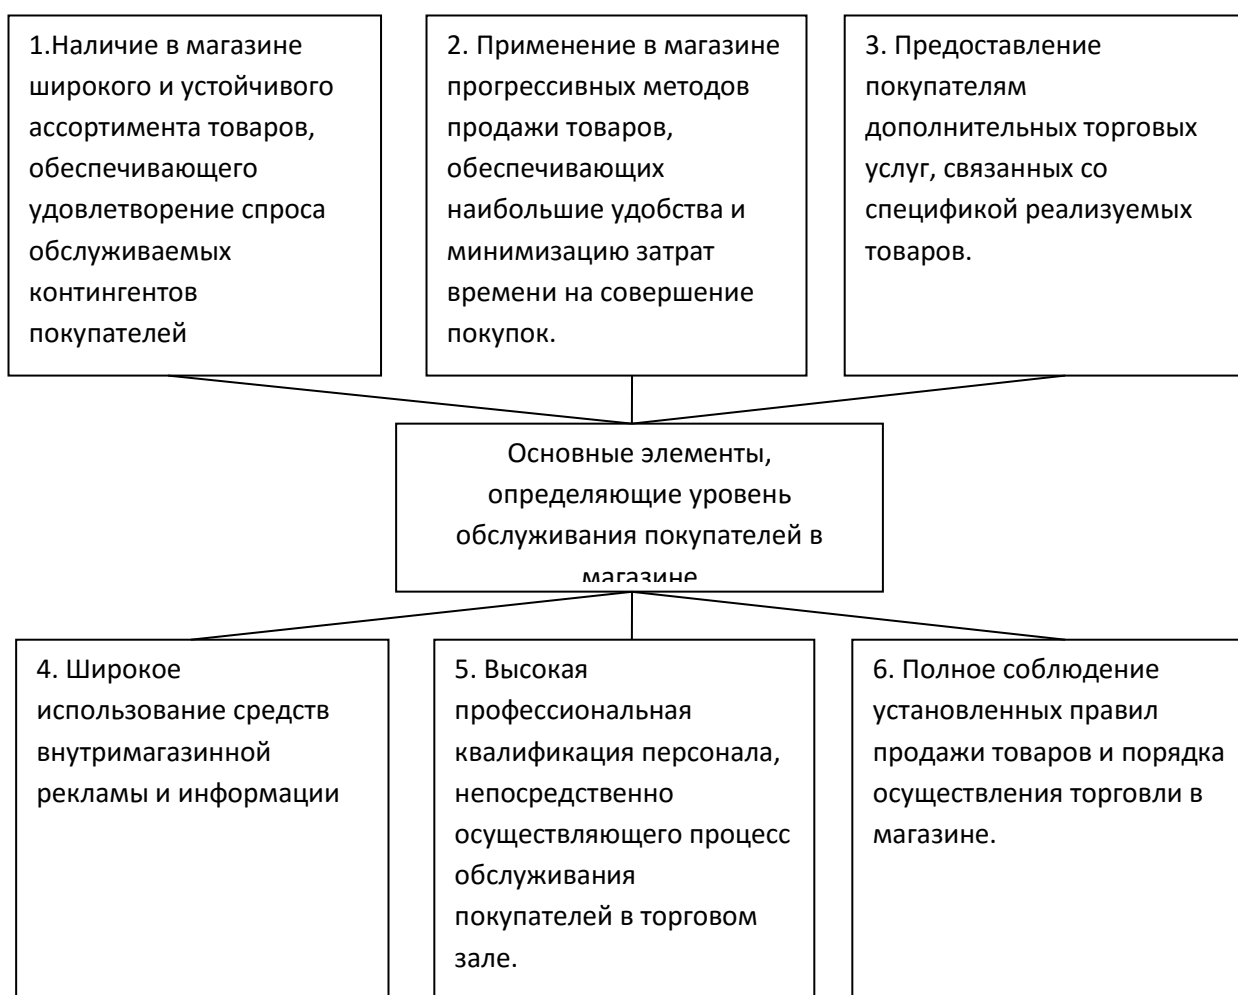 1.Наличие в магазине
широкого и устойчивого
ассортимента товаров,
обеспечивающего
удовлетворение спроса
обслуживаемых
контингентов
покупателей
2. Применение в магазине
прогрессивных методов
продажи товаров,
обеспечивающих
наибольшие удобства и
минимизацию затрат
времени на совершение
покупок.
3. Предоставление
покупателям
дополнительных торговых
услуг, связанных со
спецификой реализуемых
товаров.
Основные элементы,
определяющие уровень
обслуживания покупателей в
магазине
4. Широкое
использование средств
внутримагазинной
рекламы и информации
5. Высокая
профессиональная
квалификация персонала,
непосредственно
осуществляющего процесс
обслуживания
покупателей в торговом
зале.
6. Полное соблюдение
установленных правил
продажи товаров и порядка
осуществления торговли в
магазине.